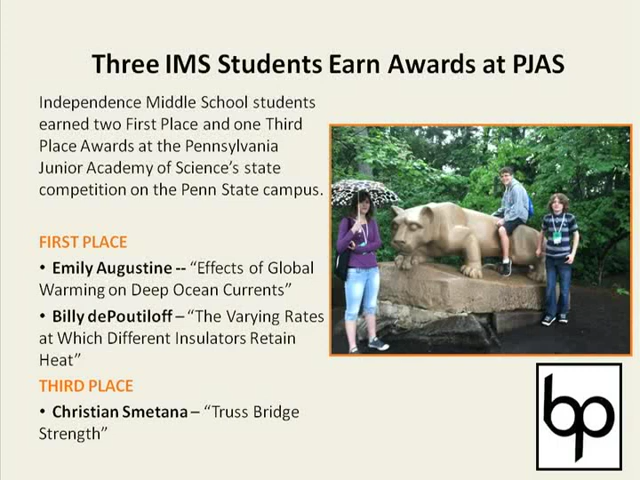 Three IMS Students Earn Awards at PJAS
Independence Middle School students
earned two First Place and one Third
Place Awards at the Pennsylvania
Junior Academy of Science's state
competition on the Penn State campus.
FIRST PLACE
• Emily Augustine -- “Effects of Global
Warming on Deep Ocean Currents”
• Billy dePoutiloff – “The Varying Rates
at Which Different Insulators Retain
Heat”
THIRD PLACE
• Christian Smetana – “Truss Bridge
Strength”
bp